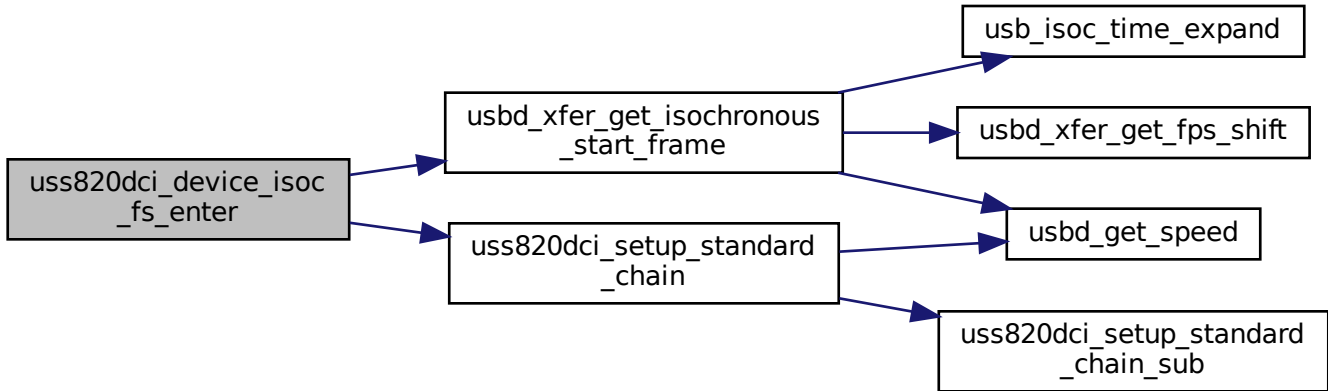 uss820dci_device_isoc
_fs_enter
usbd_xfer_get_isochronous
_start_frame
usb_isoc_time_expand
usbd_xfer_get_fps_shift
usbd_get_speed
uss820dci_setup_standard
_chain
uss820dci_setup_standard
_chain_sub